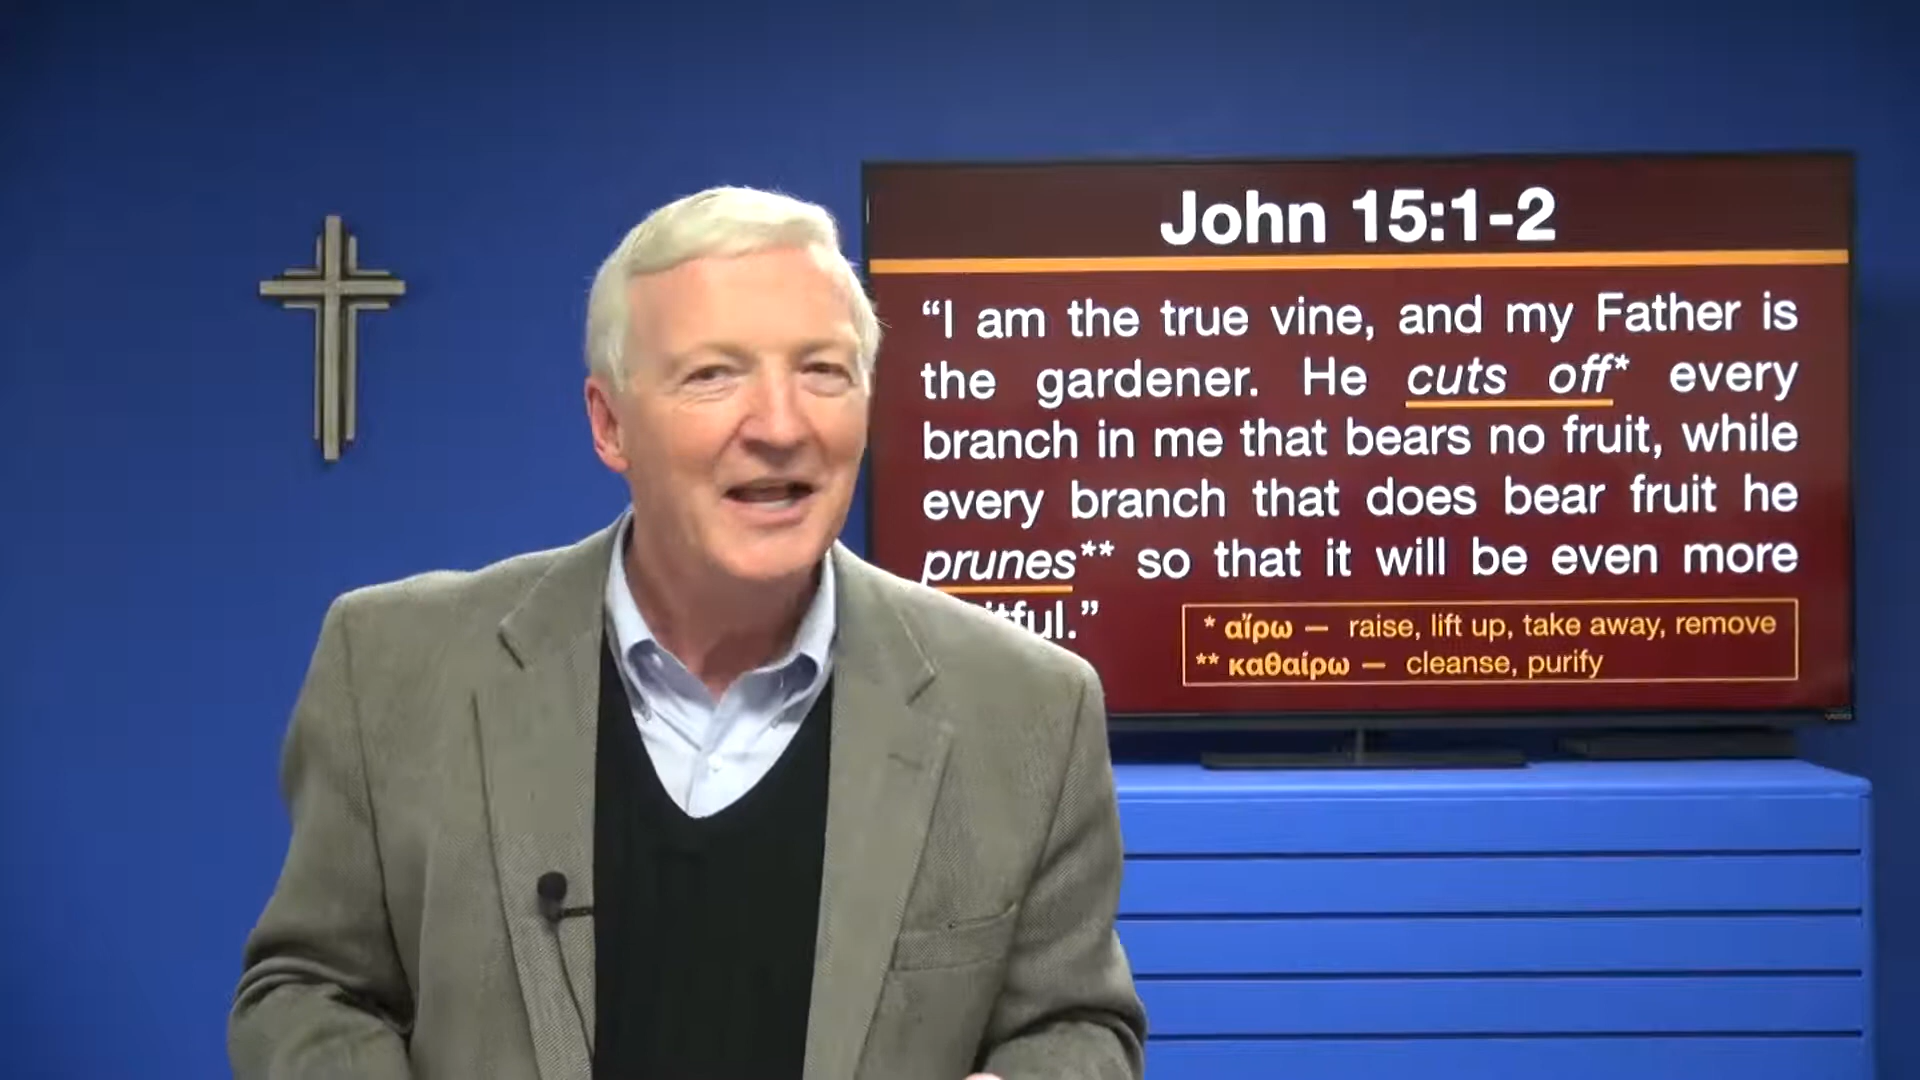 John 15:1-2
“I am the true vine, and my Father is
the gardener. He cuts off* every
branch in me that bears no fruit, while
every branch that does bear fruit he
prunes** so that it will be even more
* αἴρω — raise, lift up, take away, remove
** καθαίρω — cleanse, purify